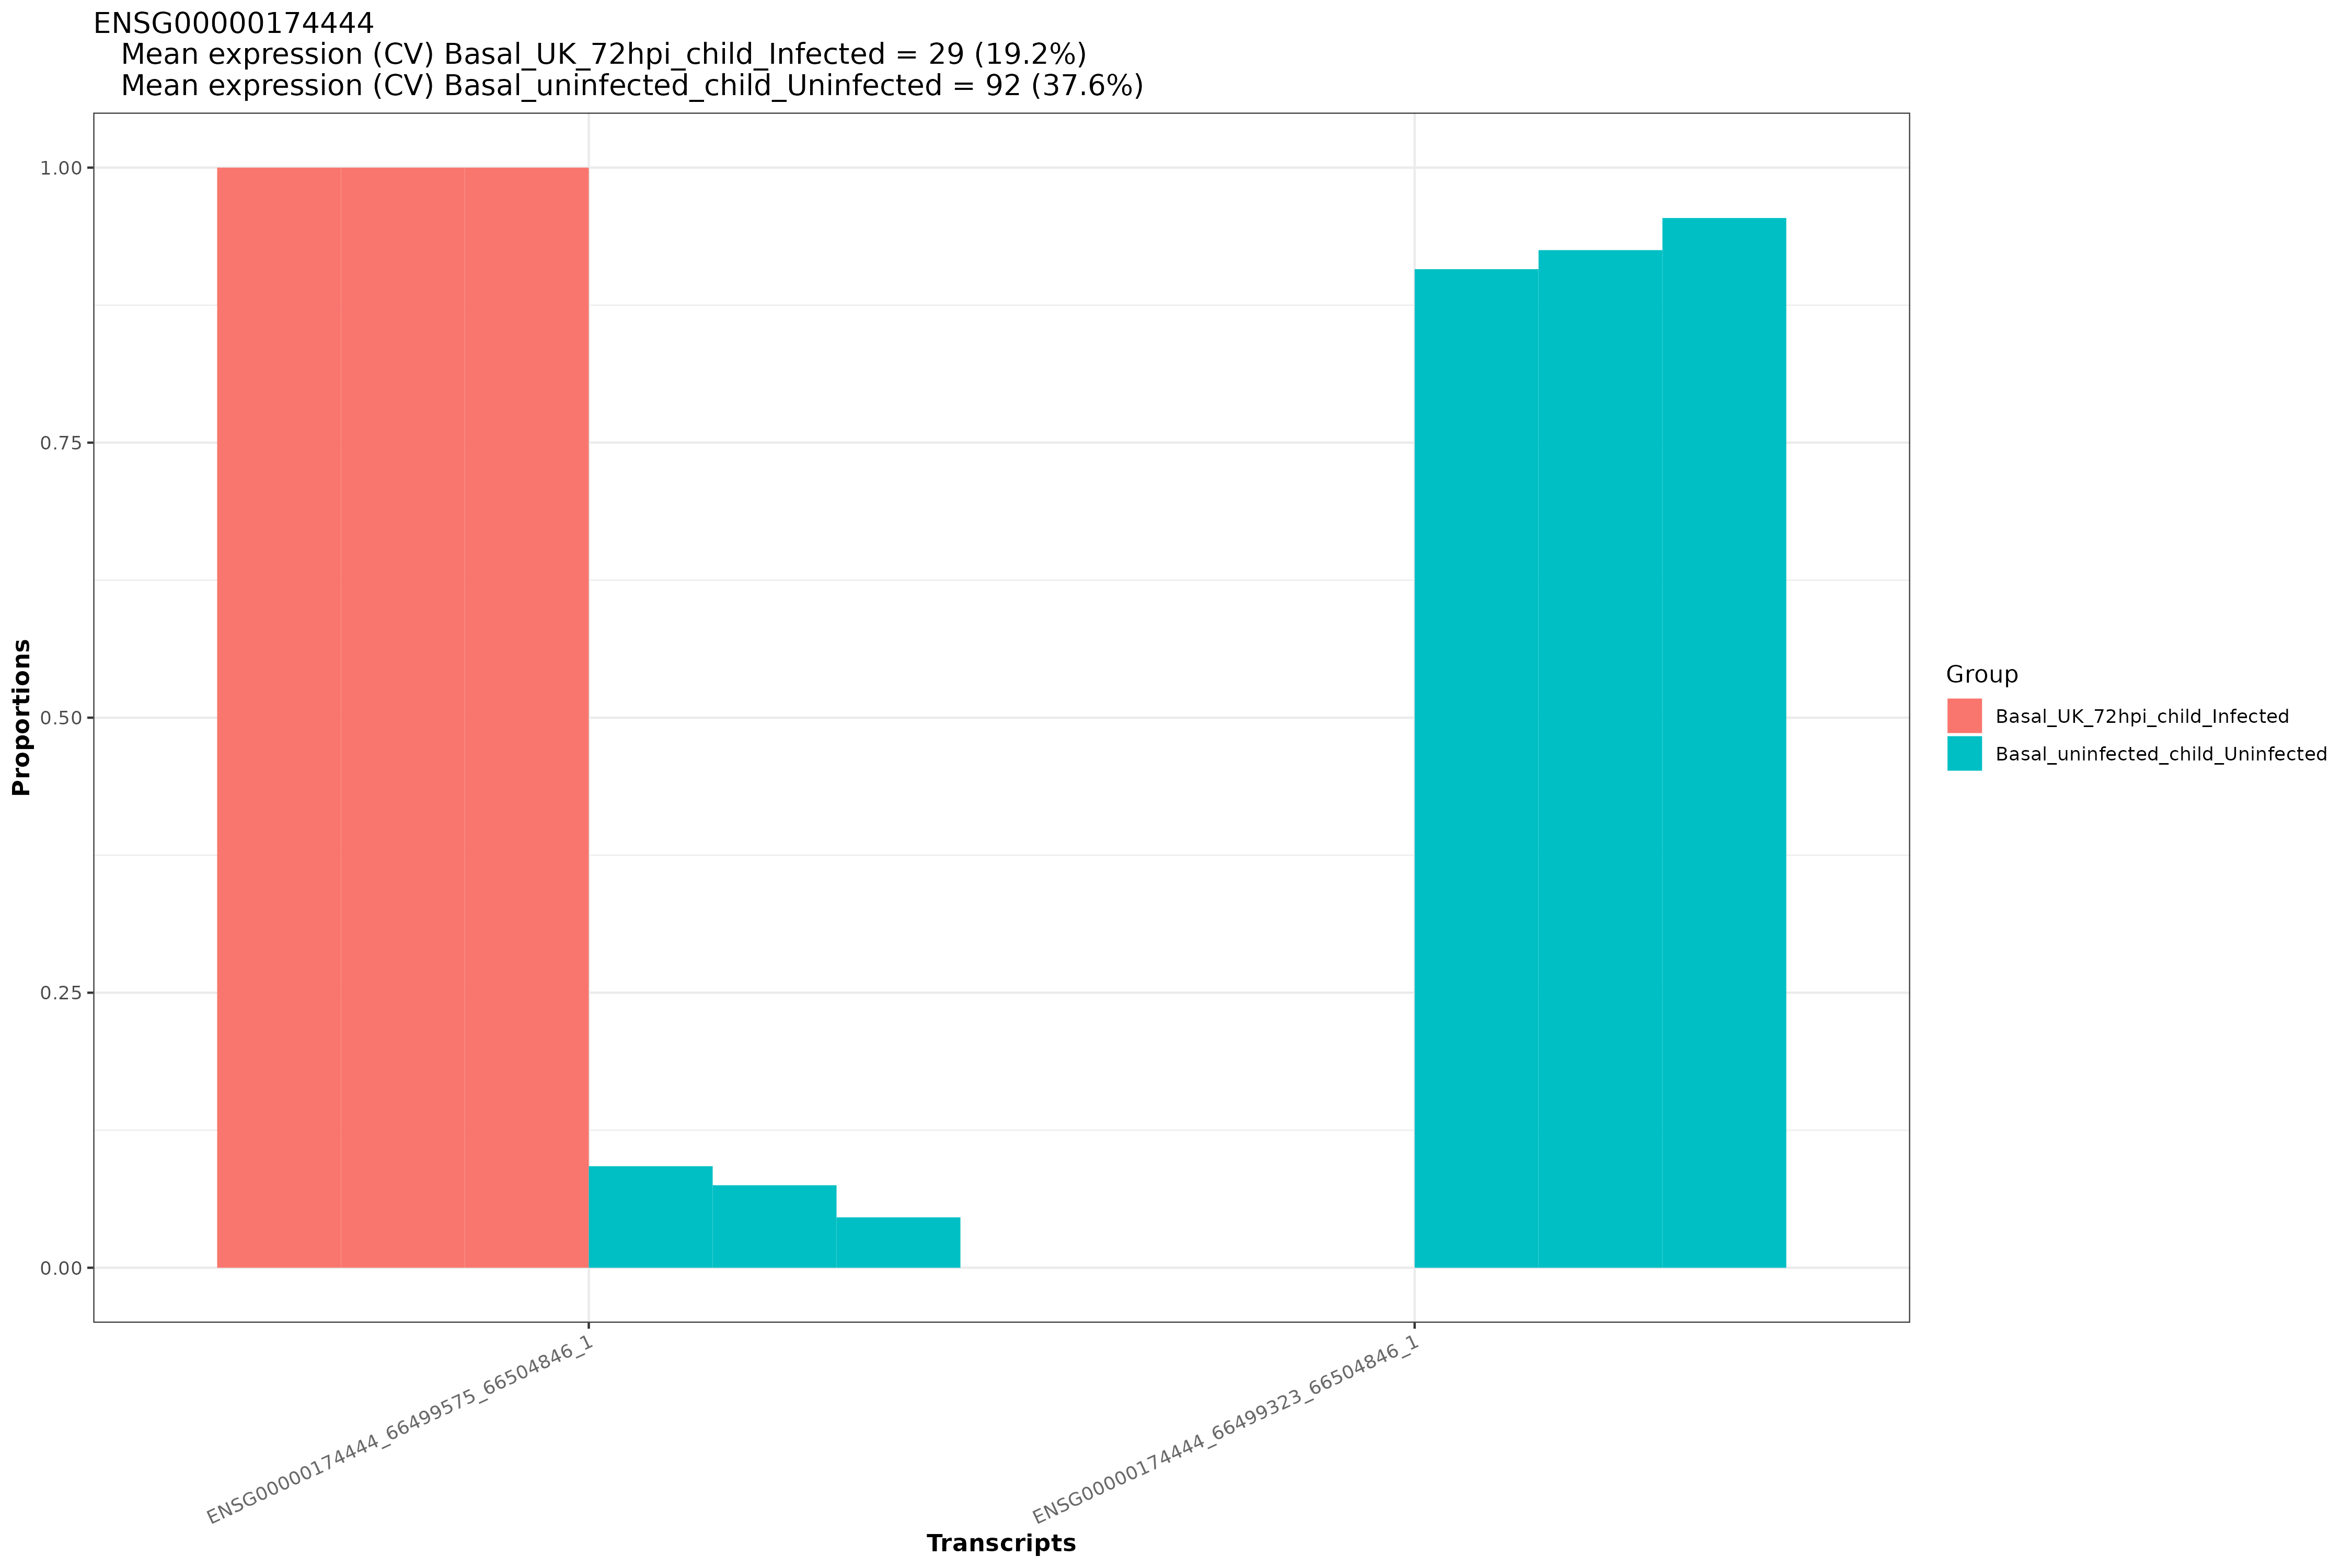 ENSG00000174444
Mean expression (CV) Basal_UK_72hpi_child_Infected = 29 (19.2%)
Mean expression (CV) Basal_uninfected_child_Uninfected = 92 (37.6%)
1.00
0.75
0.50
0.25
0.00
Proportions
ENSG00000174444_66499575_66504846_1
ENSG00000174444_66499323_66504846_1
Transcripts
Group
Basal_UK_72hpi_child_Infected
Basal_uninfected_child_Uninfected